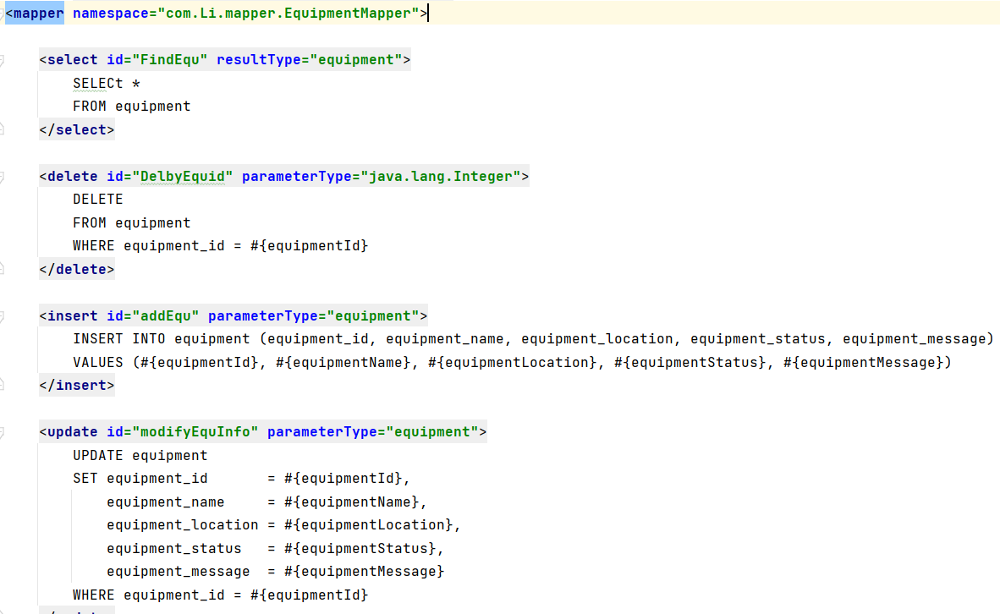 <mapper namespace="com.Li.mapper.EquipmentMapper">
<select id="FindEqu" resultType="equipment">
SELECt *
FROM equipment
</select>
<delete id="DelbyEquid" parameterType="java.lang.Integer">
DELETE
FROM equipment
WHERE equipment_id = #{equipmentId}
</delete>
<insert id="addEqu" parameterType="equipment">
INSERT INTO equipment (equipment_id, equipment_name, equipment_location, equipment_status, equipment_message)
VALUES (#{equipmentId}, #{equipmentName}, #{equipmentLocation}, #{equipmentStatus}, #{equipmentMessage})
</insert>
<update id="modifyEquInfo" parameterType="equipment">
UPDATE equipment
SET equipment_id = #{equipmentId},
equipment_name = #{equipmentName},
equipment_location = #{equipmentLocation},
equipment_status = #{equipmentStatus},
equipment_message = #{equipmentMessage}
WHERE equipment_id = #{equipmentId}